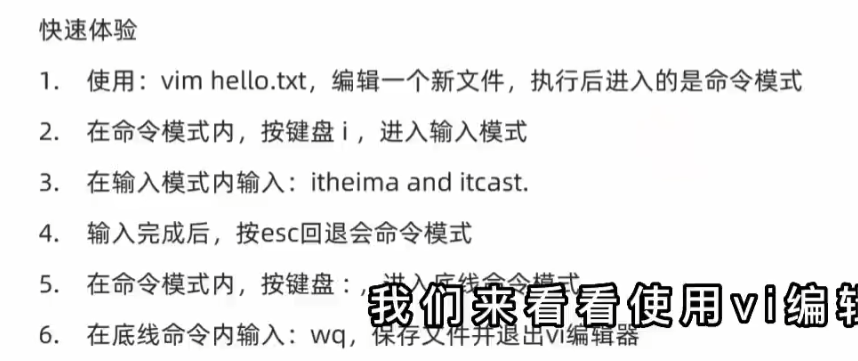 快速体验
1. 使用：vim hello.txt，编辑一个新文件，执行后进入的是命令模式
2. 在命令模式内，按键盘 i ，进入输入模式
3. 在输入模式内输入：itheima and itcast.
4. 输入完成后，按esc回退会命令模式
5. 在命令模式内，按键盘 : ，进入底线命令模式
我们来看看使用vi编辑
6. 在底线命令内输入：wq，保存文件并退出vi编辑器